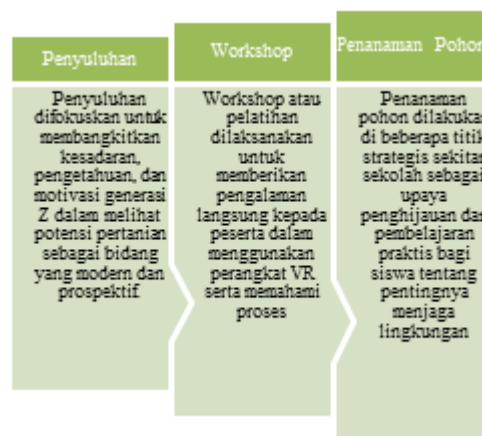 Penyuluhan
Penyuluhan
difokuskan untuk
membangkitkan
kesadaran,
pengetahuan, dan
motivasi generasi
Z dalam melihat
potensi pertanian
sebagai bidang
yang modern dan
prospektif.
Workshop
Workshop atau
pelatihan
dilaksanakan
untuk
memberikan
pengalaman
langsung kepada
peserta dalam
menggunakan
perangkat VR
serta memahami
proses
Penanaman Pohon
Penanaman
pohon dilakukan
di beberapa titik
strategis sekitar
sekolah sebagai
upaya
penghijauan dan
pembelajaran
praktis bagi
siswa tentang
pentingnya
menjaga
lingkungan